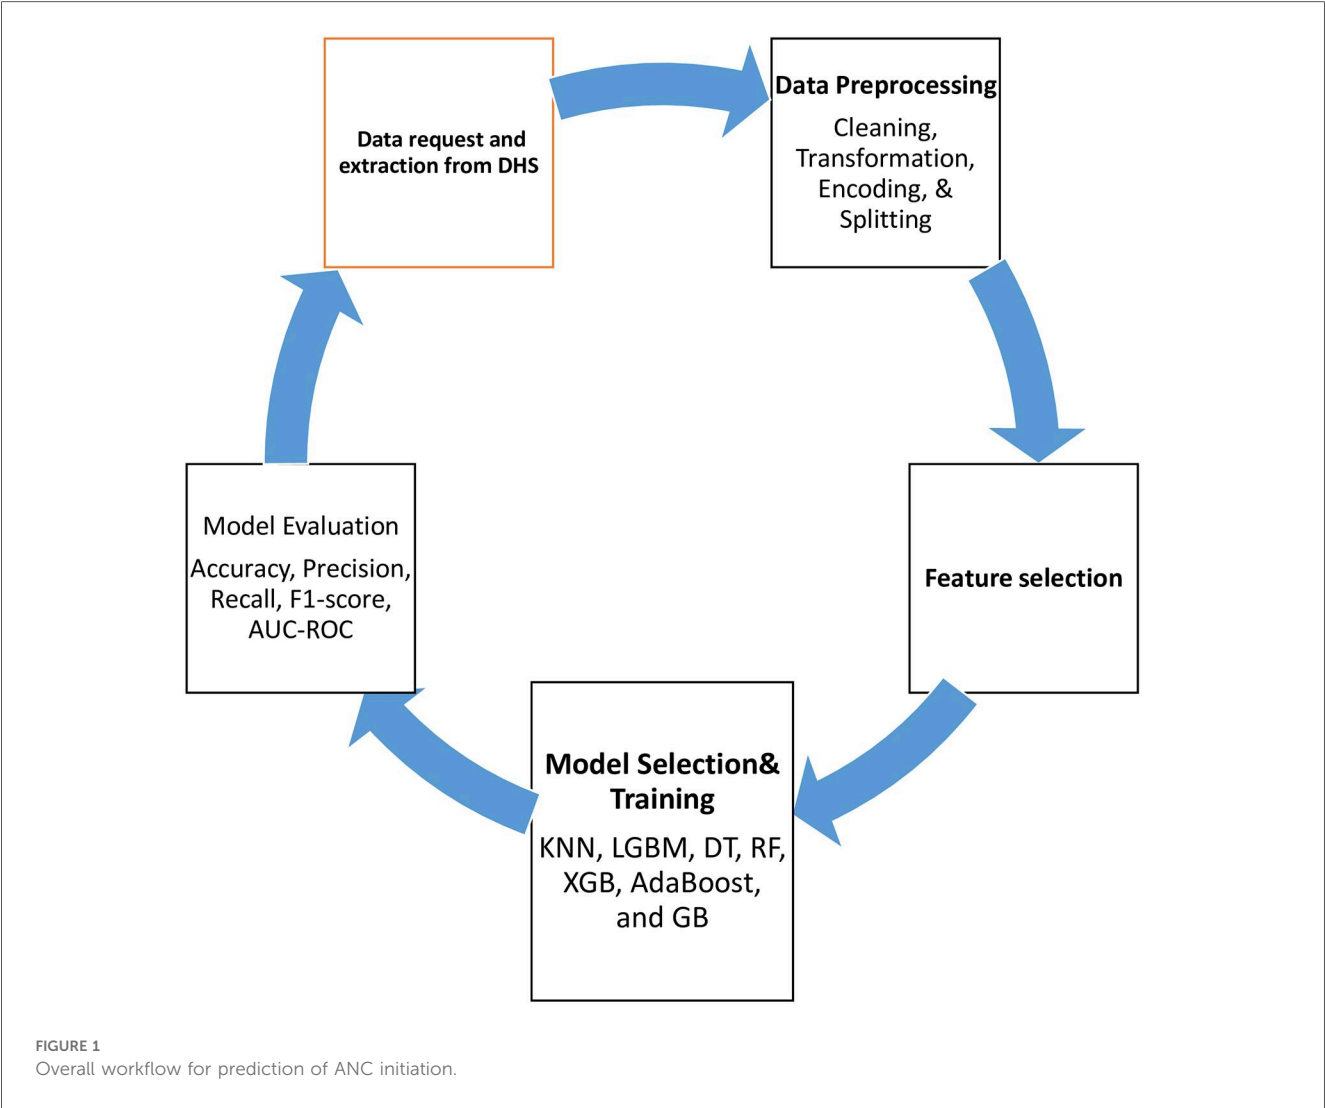 Data request and
extraction from DHS
Data Preprocessing
Cleaning,
Transformation,
Encoding, &
Splitting
Feature selection
Model Selection&
Training
KNN, LGBM, DT, RF,
XGB, AdaBoost,
and GB
Model Evaluation
Accuracy, Precision,
Recall, F1-score,
AUC-ROC
FIGURE 1
Overall workflow for prediction of ANC initiation.